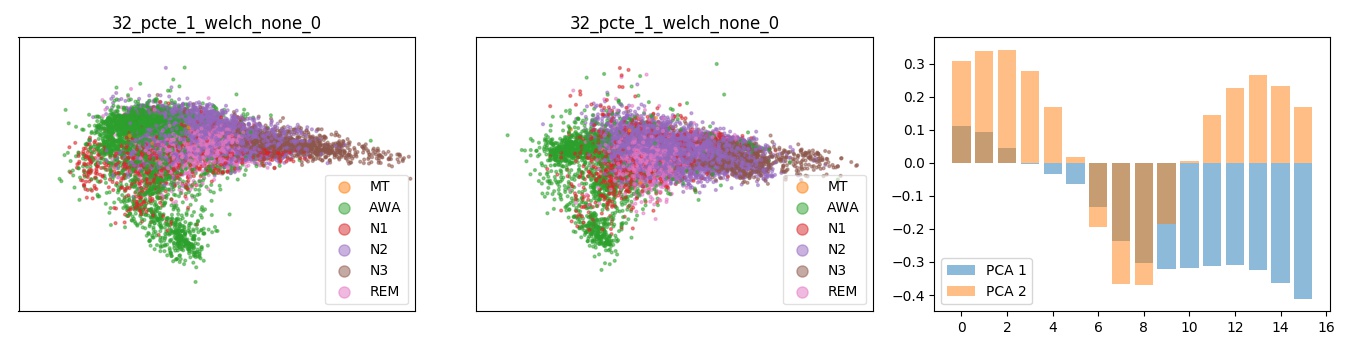 32_pcte_1_welch_none_0
MT
AWA
N1
N2
N3
REM
32_pcte_1_welch_none_0
MT
AWA
N1
N2
N3
REM
0.3
0.2
0.1
0.0
−0.1
−0.2
−0.3
−0.4
PCA 1
PCA 2
0 2 4 6 8 10 12 14 16